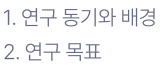 1. 연구 동기와 배경
2. 연구 목표